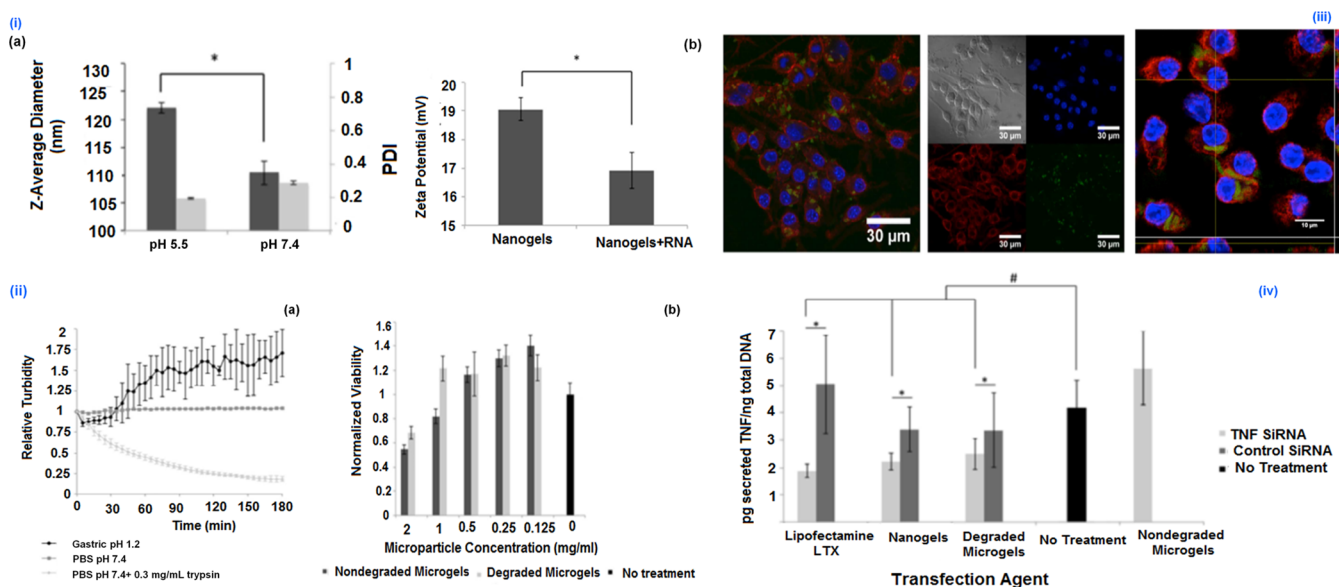 (i)
(a)
Z-Average Diameter
(nm)
130
125
120
115
110
105
100
1
0.8
0.6
0.4
0.2
0
PDI
*
pH 5.5
pH 7.4
Zeta Potential (mV)
20
19
18
17
16
15
*
Nanogels
Nanogels+RNA
(b)
30 µm
30 µm
30 µm
30 µm
30 µm
(iii)
10 µm
(ii)
(a)
Relative Turbidity
2
1.75
1.5
1.25
1
0.75
0.5
0.25
0
0 30 60 90 120 150 180
Time (min)
Gastric pH 1.2
PBS pH 7.4
PBS pH 7.4+ 0.3 mg/mL trypsin
(b)
Normalized Viability
1.6
1.4
1.2
1
0.8
0.6
0.4
0.2
0
2 1 0.5 0.25 0.125 0
Microparticle Concentration (mg/ml)
Nondegraded Microgels Degraded Microgels No treatment
(iv)
#
pg secreted TNF/ng total DNA
7
6
5
4
3
2
1
*
*
*
TNF SiRNA
Control SiRNA
No Treatment
Lipofectamine
LTX
Nanogels
Degraded
Microgels
No Treatment
Nondegraded
Microgels
Transfection Agent